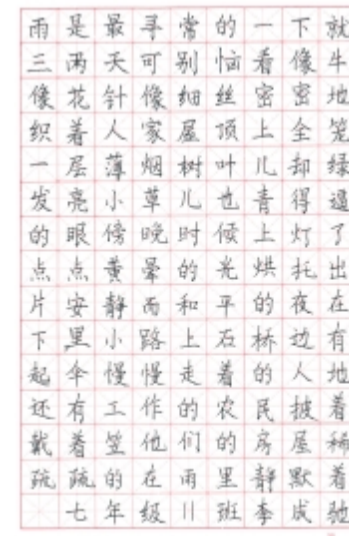 雨是最寻常的一下就
三两天可别恼看像牛
像花针像细丝密密地
织着人家屋顶上全笼
一层薄烟树叶儿却绿
发亮小草儿也青得逼
的眼傍晚时候上灯了
点点黄晕的光烘托出
片安静而和平的夜在
下里小路上石桥边有
起伞慢慢走着的人地
还有工作的农民披着
戴着笠他们的房屋稀
疏疏的在雨里静默着
七年级11班李成驰